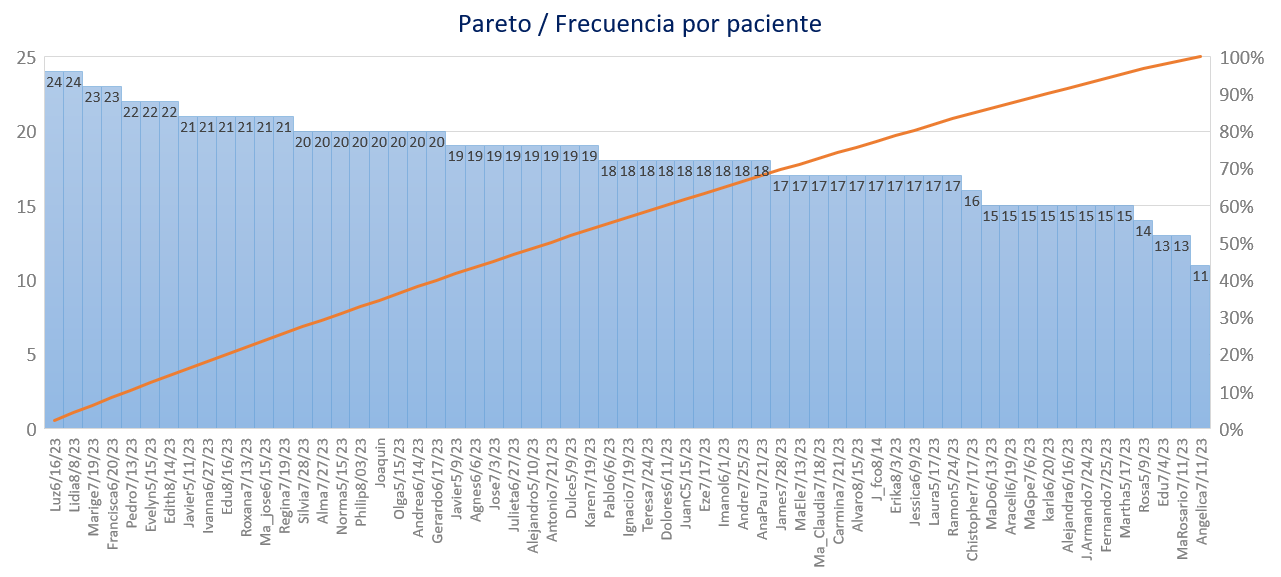 Pareto / Frecuencia por paciente
25
20
15
10
5
0
100%
90%
80%
70%
60%
50%
40%
30%
20%
10%
0%
24 24 23 23 22 22 22 21 21 21 21 21 21 20 20 20 20 20 20 20 20 19 19 19 19 19 19 19 19 18 18 18 18 18 18 18 18 18 17 17 17 17 17 17 17 17 17 17 16 15 15 15 15 15 15 15 15 14 13 13 11
Luz6/16/23
Lidia8/8/23
Marige7/19/23
Francisca6/20/23
Pedro7/13/23
Evelyn5/15/23
Edith8/14/23
Javier5/11/23
Ivanna6/27/23
Edu8/16/23
Roxana7/13/23
Ma_jose6/15/23
Regina7/19/23
Silvia7/28/23
Alma7/27/23
Norma5/15/23
Philip8/03/23
Joaquin
Olga5/15/23
Andrea6/14/23
Gerardo6/17/23
Javier5/9/23
Agnes6/6/23
Jose7/3/23
Julieta6/27/23
Alejandro5/10/23
Antonio7/21/23
Dulce5/9/23
Karen7/19/23
Pablo6/6/23
Ignacio7/19/23
Teresa7/24/23
Dolores6/11/23
JuanC5/15/23
Eze7/17/23
Imanol6/1/23
Andre7/25/23
AnaPau7/21/23
James7/28/23
MaEle7/13/23
Ma_Claudia7/18/23
Carmina7/21/23
Alvaro8/15/23
J_fco8/14
Erika8/3/23
Jessica6/9/23
Laura5/17/23
Ramon5/24/23
Chistopher7/17/23
MaDo6/13/23
Araceli6/19/23
MaGpe7/6/23
karla6/20/23
Alejandra6/16/23
J.Armando7/24/23
Fernando7/25/23
Martha5/17/23
Rosa5/9/23
Edu7/4/23
MaRosario7/11/23
Angelica7/11/23